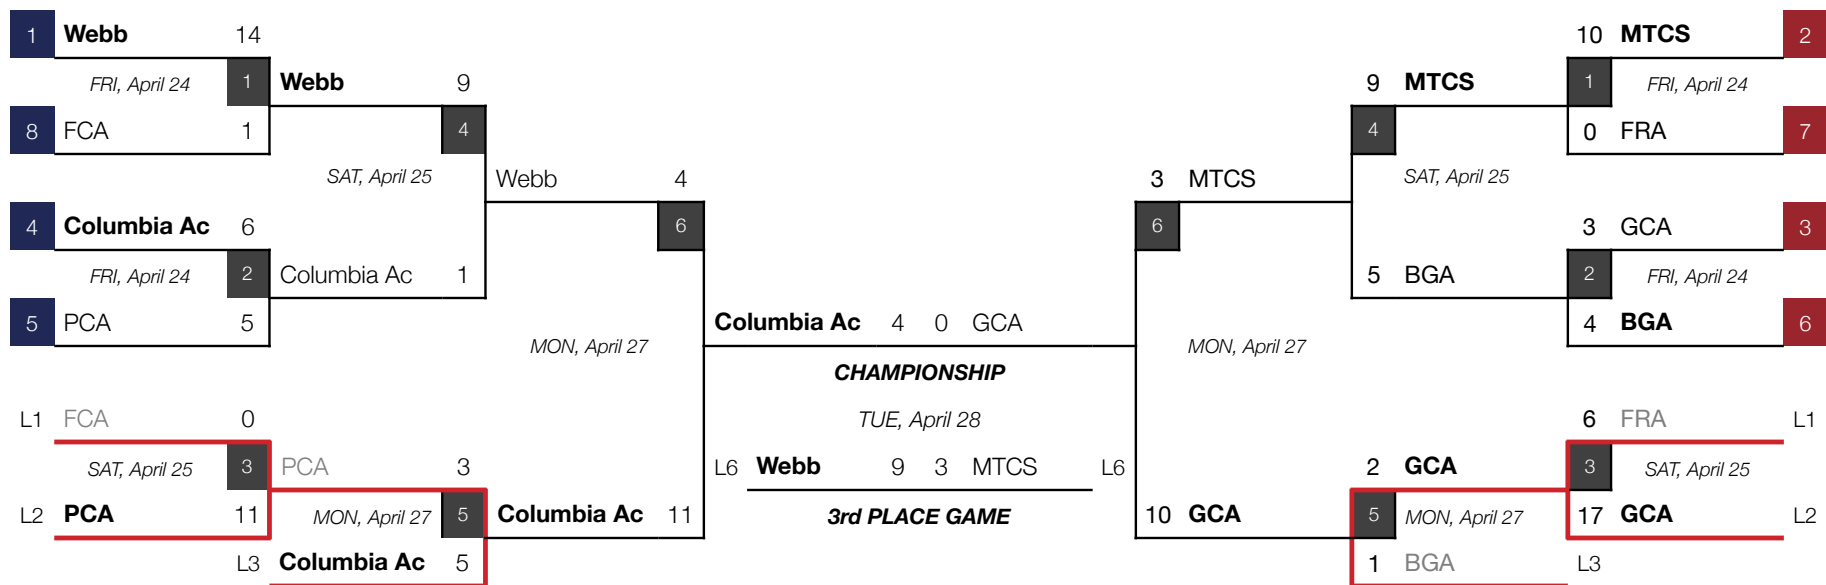 1 Webb 14 10 MTCS 2
FRI, April 24 1 Webb 9 9 MTCS 1 FRI, April 24
8 FCA 1 4 4 0 FRA 7
SAT, April 25 Webb 4 3 MTCS SAT, April 25
4 Columbia Ac 6 6 6 3 GCA 3
FRI, April 24 2 Columbia Ac 1 5 BGA 2 FRI, April 24
5 PCA 5 Columbia Ac 4 0 GCA 4 BGA 6
MON, April 27 MON, April 27
CHAMPIONSHIP
L1 FCA 0 TUE, April 28 6 FRA L1
SAT, April 25 3 PCA 3 L6 Webb 9 3 MTCS L6 2 GCA 3 SAT, April 25
L2 PCA 11 MON, April 27 5 Columbia Ac 11 3rd PLACE GAME 10 GCA 5 MON, April 27 17 GCA L2
L3 Columbia Ac 5 1 BGA L3